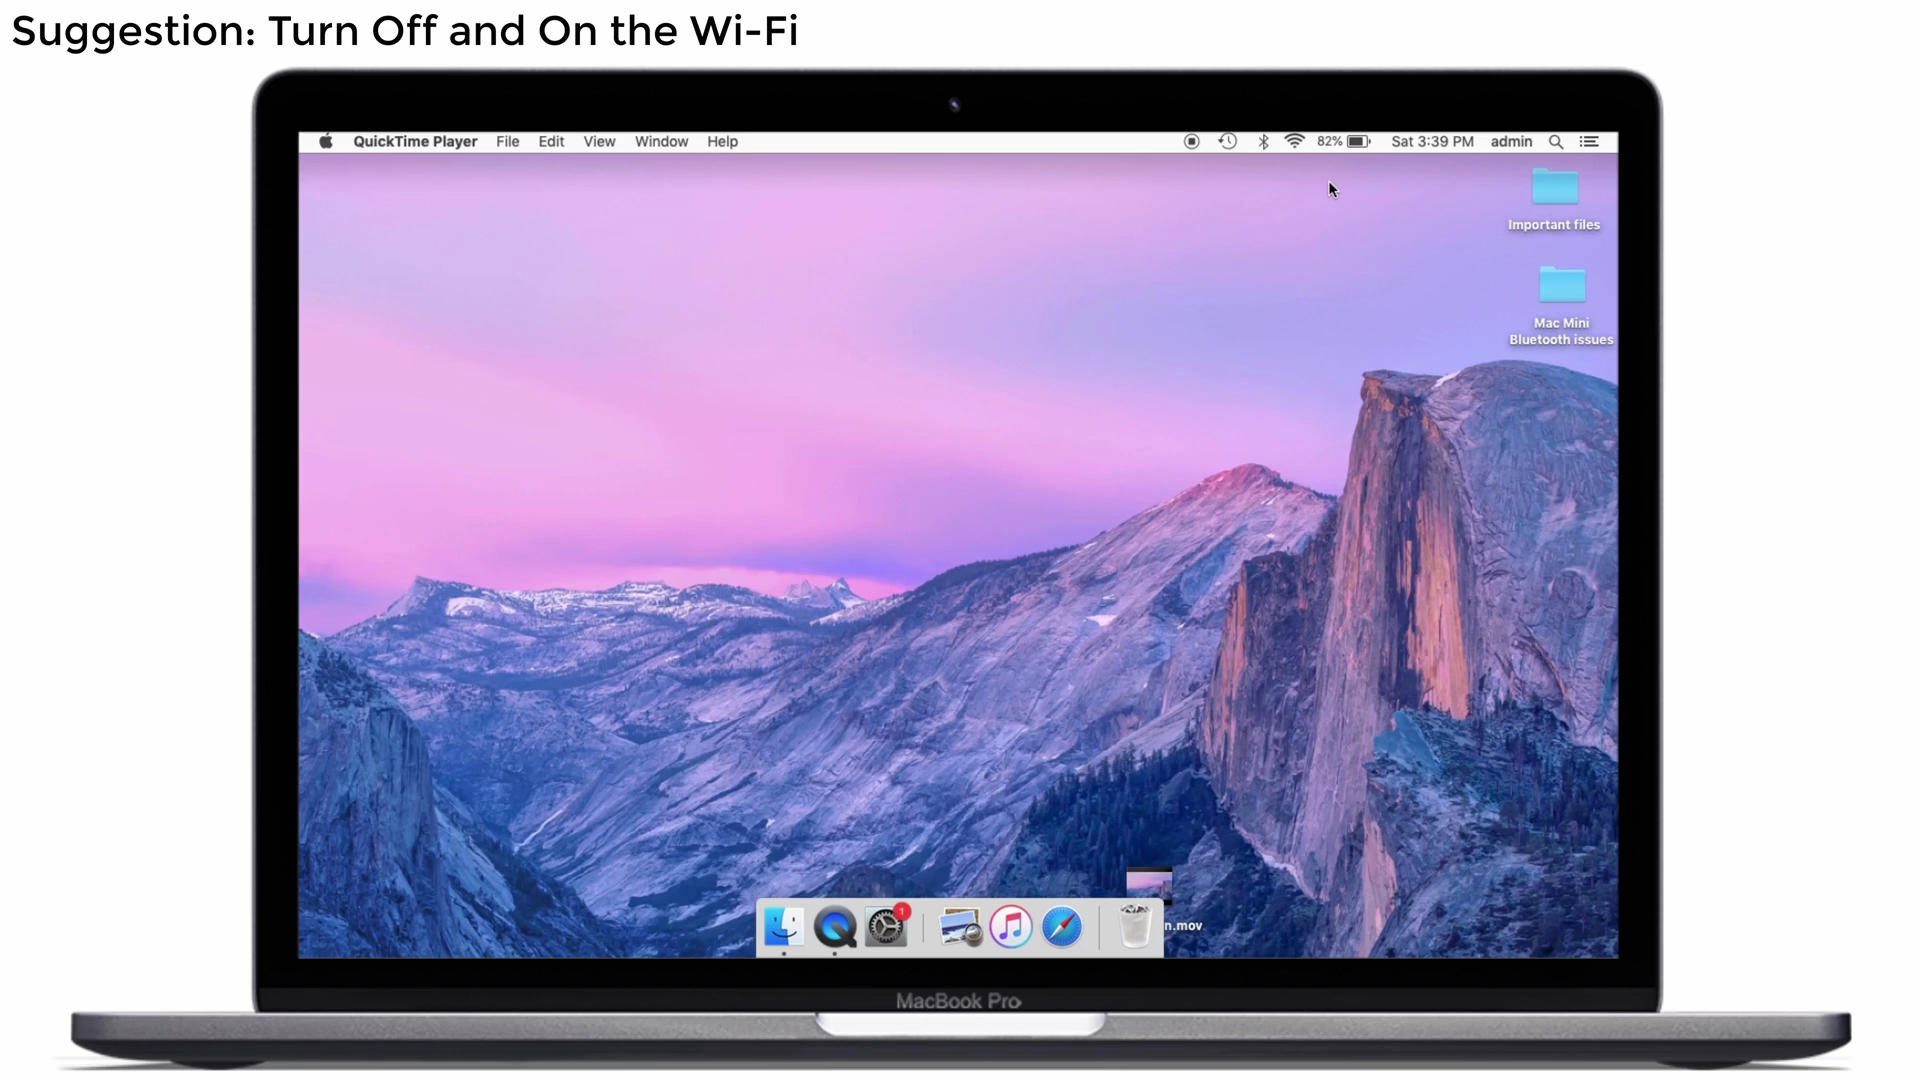 Suggestion: Turn Off and On the Wi-Fi
QuickTime Player File Edit View Window Help 82% Sat 3:39 PM admin
Important files
Mac Mini
Bluetooth issues
1
n.mov
MacBook Pro